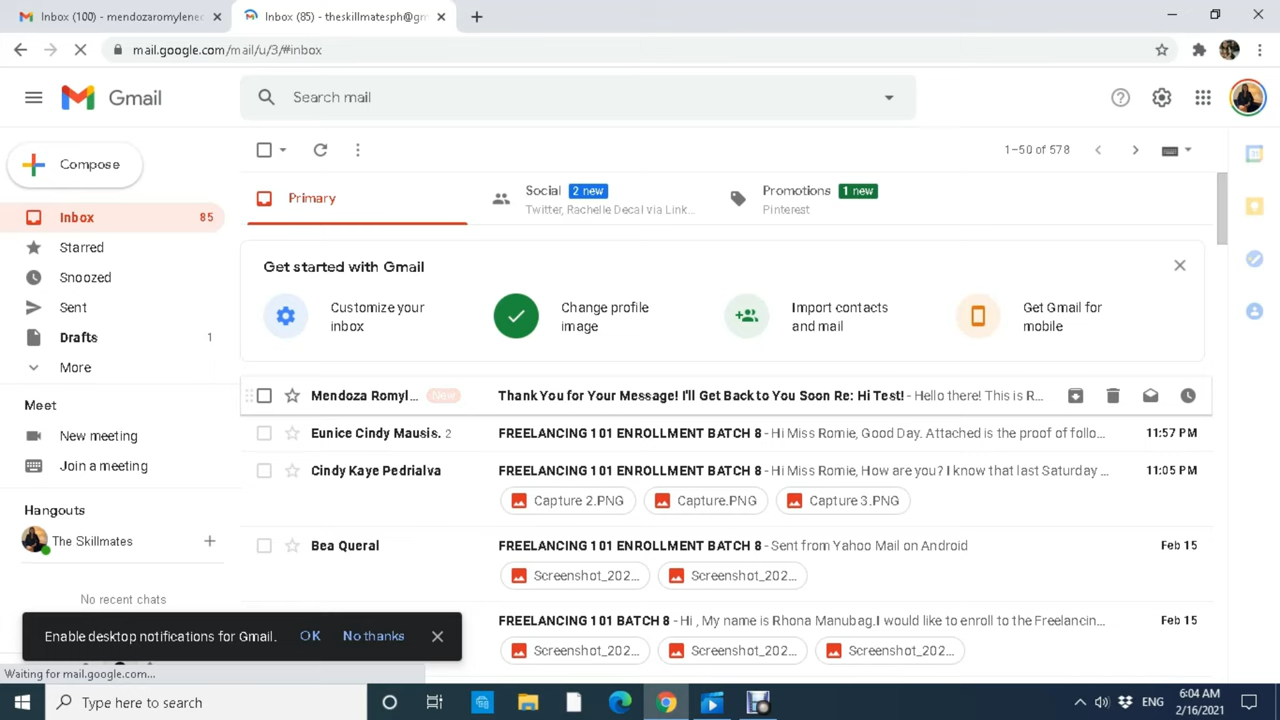 Inbox (100) - mendozaromylene
Inbox (85) - theskillmatesph@gm
mail.google.com/mail/u/3/#inbox
Gmail
Search mail
Compose
1–50 of 578
Primary
Social 2 new
Twitter, Rachelle Decal via Link...
Promotions 1 new
Pinterest
Inbox 85
Starred
Snoozed
Sent
Drafts 1
More
Get started with Gmail
Customize your
inbox
Change profile
image
Import contacts
and mail
Get Gmail for
mobile
Mendoza Romyl... New Thank You for Your Message! I'll Get Back to You Soon Re: Hi Test! - Hello there! This is R...
Eunice Cindy Mausis. 2 FREELANCING 101 ENROLLMENT BATCH 8 - Hi Miss Romie, Good Day. Attached is the proof of follo... 11:57 PM
Cindy Kaye Pedrialva FREELANCING 101 ENROLLMENT BATCH 8 - Hi Miss Romie, How are you? I know that last Saturday ... 11:05 PM
Capture 2.PNG Capture.PNG Capture 3.PNG
Bea Queral FREELANCING 101 ENROLLMENT BATCH 8 - Sent from Yahoo Mail on Android Feb 15
Screenshot_202... Screenshot_202...
FREELANCING 101 BATCH 8 - Hi , My name is Rhona Manubag.I would like to enroll to the Freelancin... Feb 15
Screenshot_202... Screenshot_202... Screenshot_202...
Meet
New meeting
Join a meeting
Hangouts
The Skillmates
No recent chats
Enable desktop notifications for Gmail. OK No thanks
Waiting for mail.google.com...
Type here to search
ENG
6:04 AM
2/16/2021